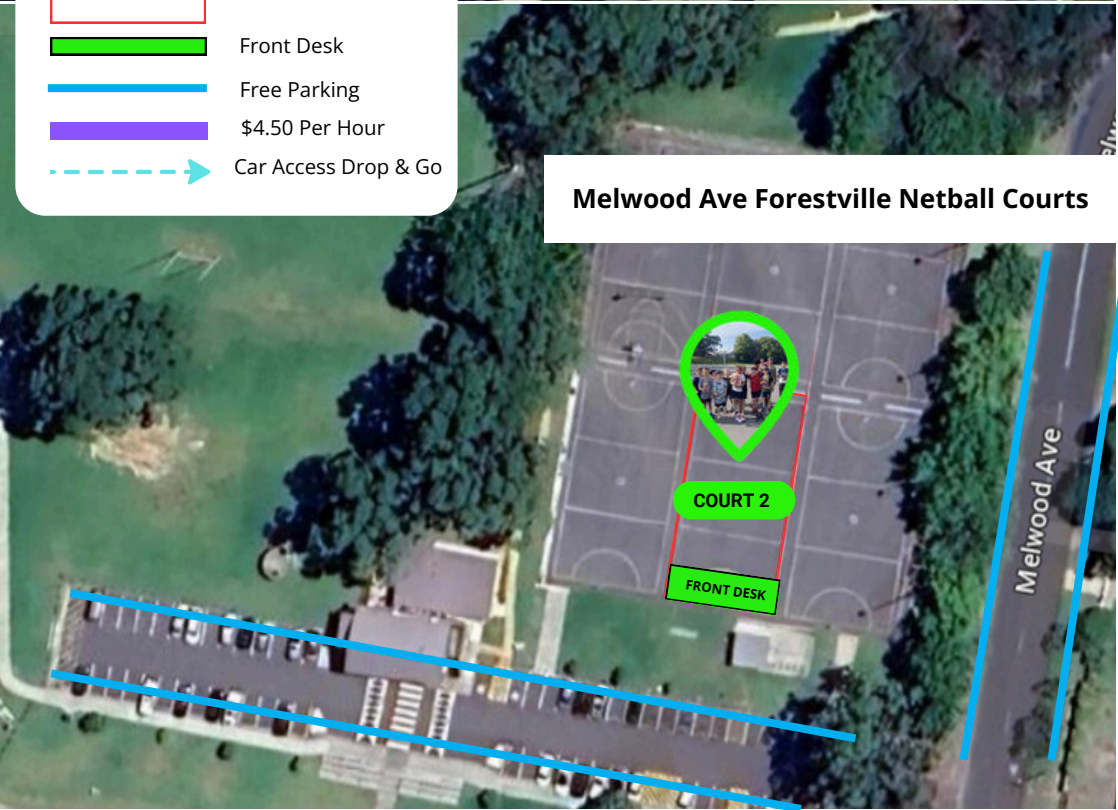 Front Desk
Free Parking
$4.50 Per Hour
Car Access Drop & Go
Melwood Ave Forestville Netball Courts
COURT 2
FRONT DESK
Melwood Ave